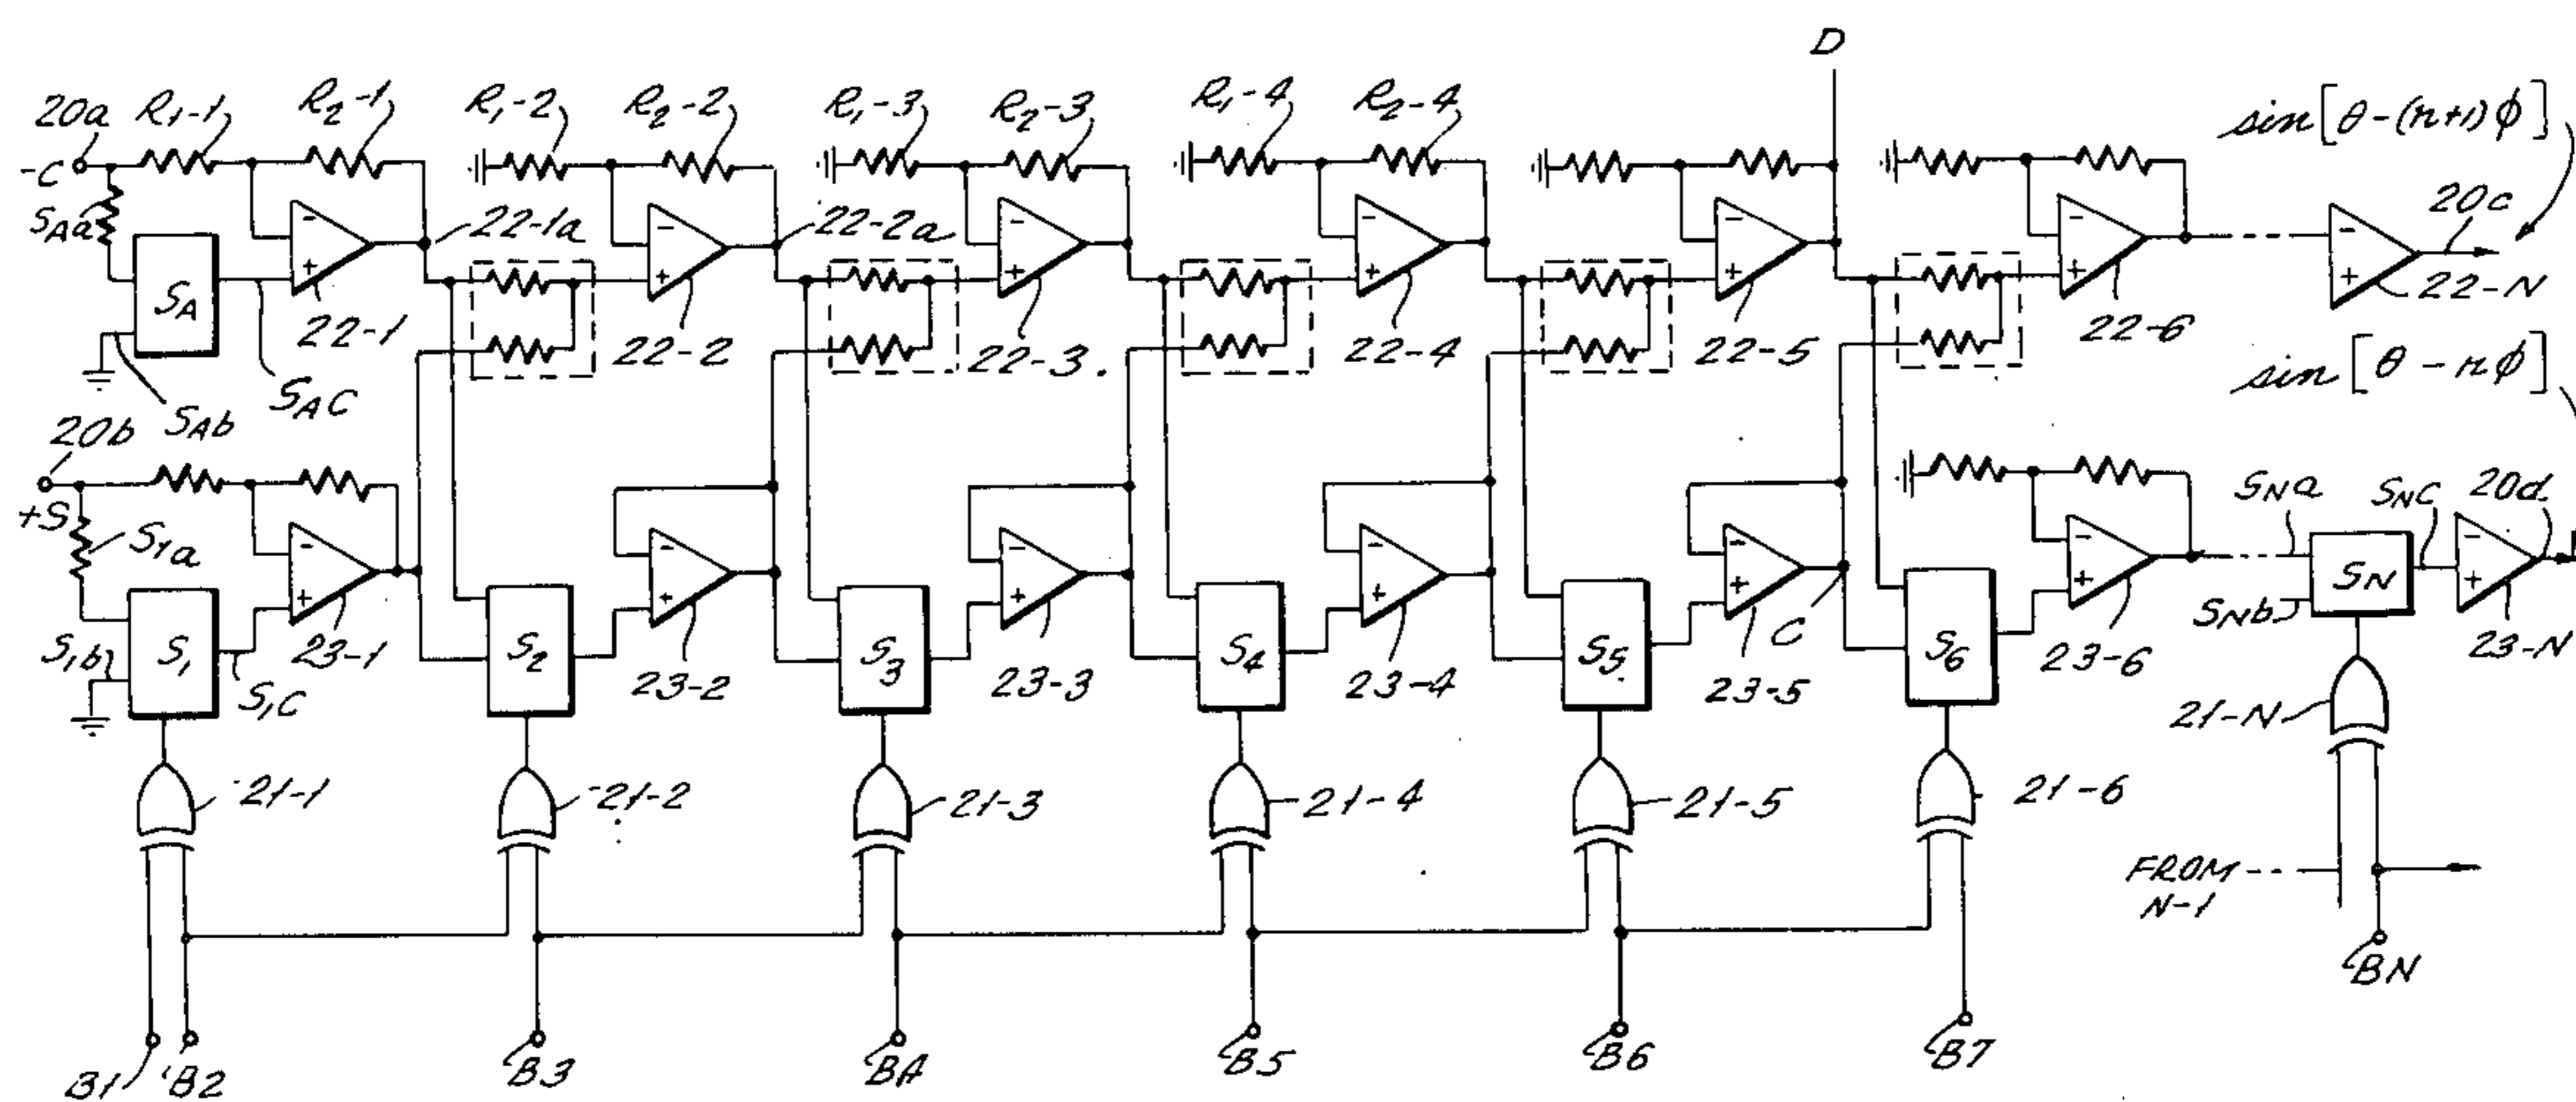 D
20a
R1-1
R2-1
R1-2
R2-2
R1-3
R2-3
R1-4
R2-4
sin[θ-(n+1)φ]
-C
SAa
SA
22-1a
22-2a
20c
22-1
22-2
22-3.
22-4
22-5
22-6
22-N
SAb
SAC
sin[θ-nφ]
20b
+S
S1a
S1b
S1
S1C
23-1
S2
23-2
S3
23-3
S4
23-4
S5
23-5
C
S6
23-6
SNa
SNC
20d
SN
SNb
23-N
21-1
21-2
21-3
21-4
21-5
21-6
21-N
FROM
N-1
B1
B2
B3
B4
B5
B6
B7
BN
- +